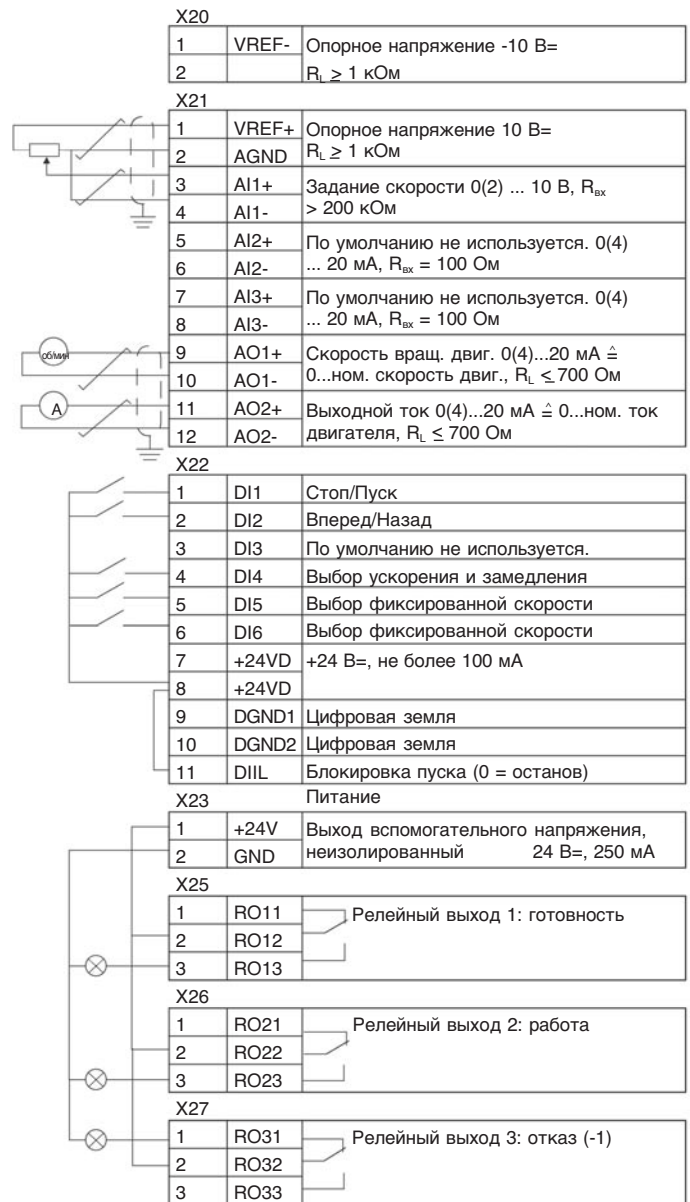 X20
1 VREF- Опорное напряжение -10 В=
2 R_L ≥ 1 кОм
X21
1 VREF+ Опорное напряжение 10 В=
2 AGND R_L ≥ 1 кОм
3 AI1+ Задание скорости 0(2) ... 10 В, R_вх
4 AI1- > 200 кОм
5 AI2+ По умолчанию не используется. 0(4)
6 AI2- ... 20 мА, R_вх = 100 Ом
7 AI3+ По умолчанию не используется. 0(4)
8 AI3- ... 20 мА, R_вх = 100 Ом
об/мин 9 AO1+ Скорость вращ. двиг. 0(4)...20 мА ≙
10 AO1- 0...ном. скорость двиг., R_L ≤ 700 Ом
A 11 AO2+ Выходной ток 0(4)...20 мА ≙ 0...ном. ток
12 AO2- двигателя, R_L ≤ 700 Ом
X22
1 DI1 Стоп/Пуск
2 DI2 Вперед/Назад
3 DI3 По умолчанию не используется.
4 DI4 Выбор ускорения и замедления
5 DI5 Выбор фиксированной скорости
6 DI6 Выбор фиксированной скорости
7 +24VD +24 В=, не более 100 мА
8 +24VD
9 DGND1 Цифровая земля
10 DGND2 Цифровая земля
11 DIIL Блокировка пуска (0 = останов)
X23 Питание
1 +24V Выход вспомогательного напряжения,
2 GND неизолированный 24 В=, 250 мА
X25
1 RO11 Релейный выход 1: готовность
2 RO12
3 RO13
X26
1 RO21 Релейный выход 2: работа
2 RO22
3 RO23
X27
1 RO31 Релейный выход 3: отказ (-1)
2 RO32
3 RO33